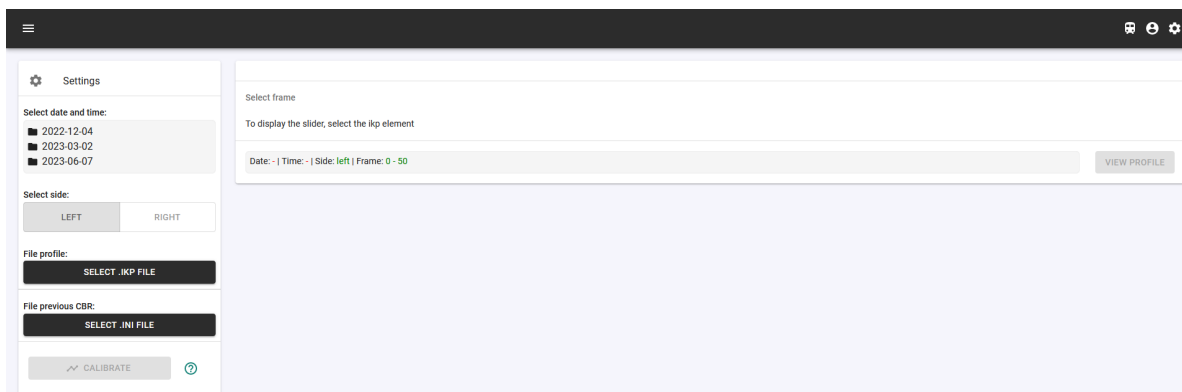 Settings
Select date and time:
2022-12-04
2023-03-02
2023-06-07
Select side:
LEFT RIGHT
File profile:
SELECT .IKP FILE
File previous CBR:
SELECT .INI FILE
CALIBRATE
Select frame
To display the slider, select the ikp element
Date: - | Time: - | Side: left | Frame: 0 - 50
VIEW PROFILE